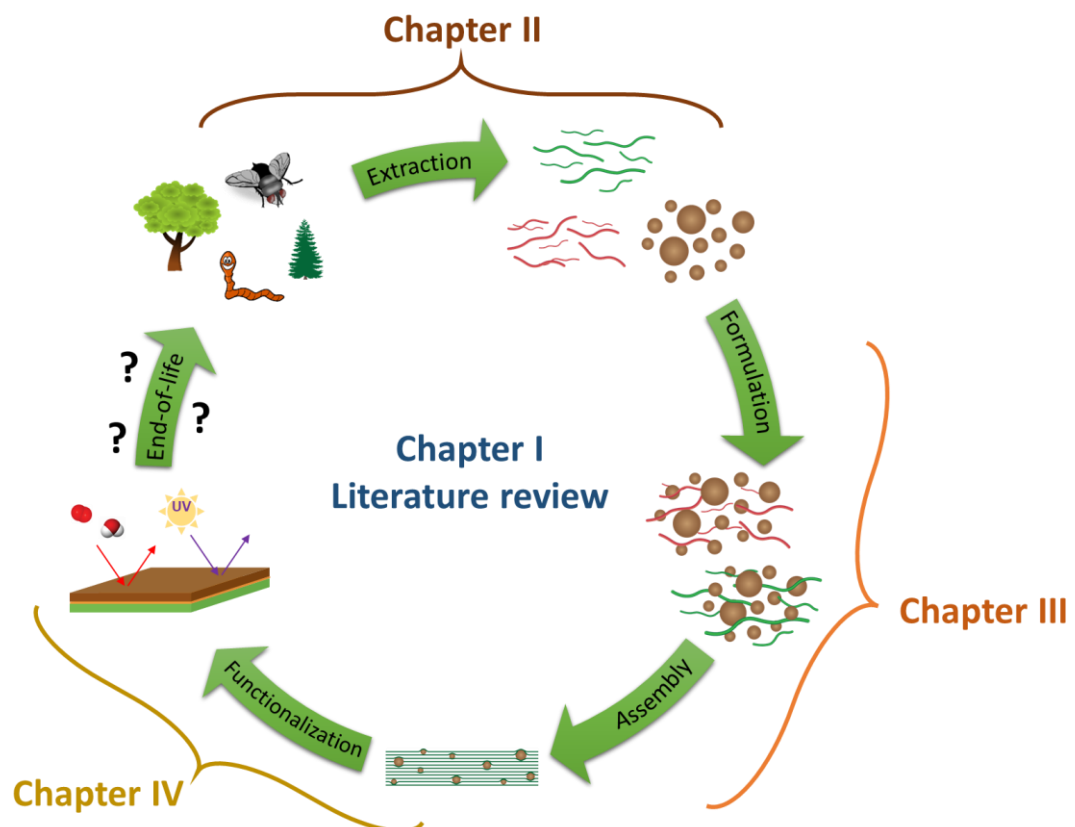 Chapter II
Extraction
Formulation
?
?
?
End-of-life
Chapter I
Literature review
UV
Chapter III
Assembly
Functionalization
Chapter IV